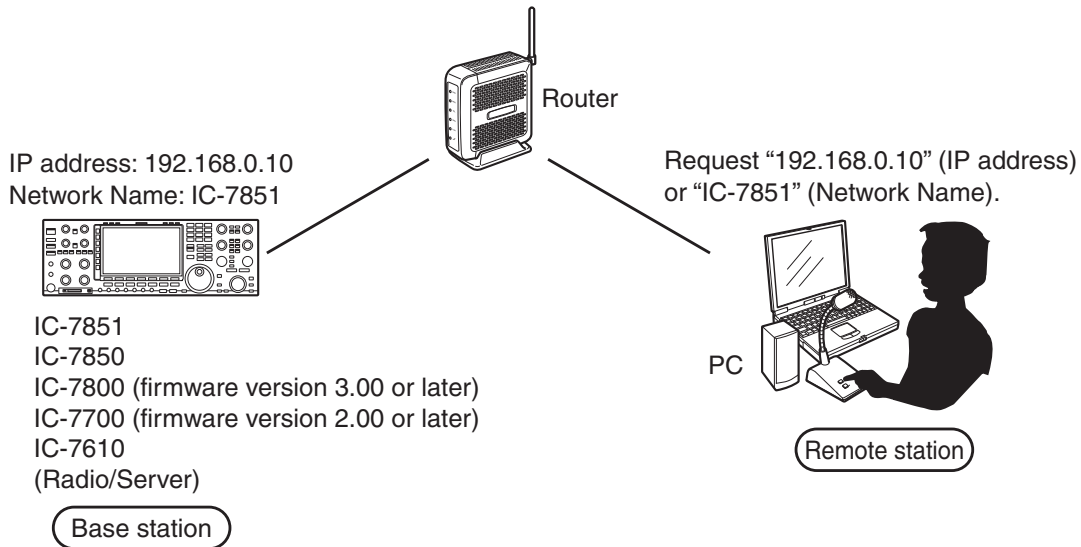 Router
IP address: 192.168.0.10
Network Name: IC-7851
Request “192.168.0.10” (IP address)
or “IC-7851” (Network Name).
IC-7851
IC-7850
IC-7800 (firmware version 3.00 or later)
IC-7700 (firmware version 2.00 or later)
IC-7610
(Radio/Server)
Base station
PC
Remote station